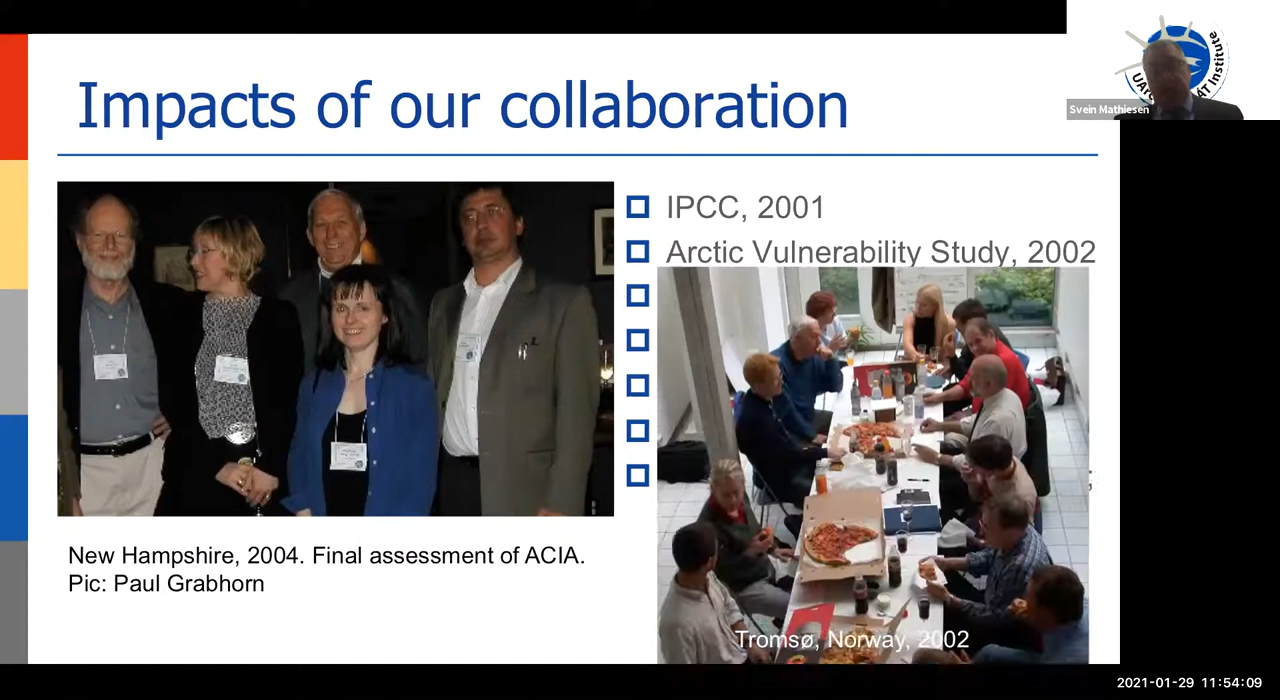 Impacts of our collaboration
Institute
Svein Mathiesen
IPCC, 2001
Arctic Vulnerability Study, 2002
New Hampshire, 2004. Final assessment of ACIA.
Pic: Paul Grabhorn
Tromsø, Norway, 2002
2021-01-29 11:54:09